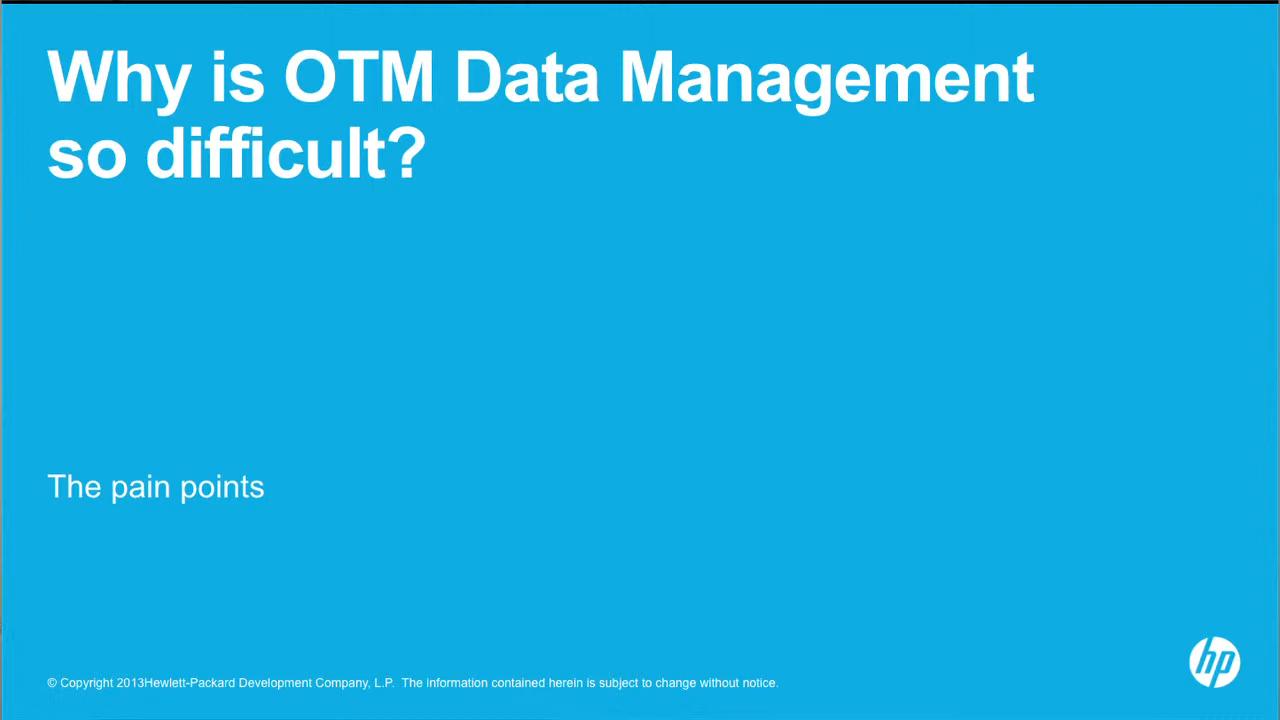 Why is OTM Data Management
so difficult?
The pain points
© Copyright 2013Hewlett-Packard Development Company, L.P. The information contained herein is subject to change without notice.
hp